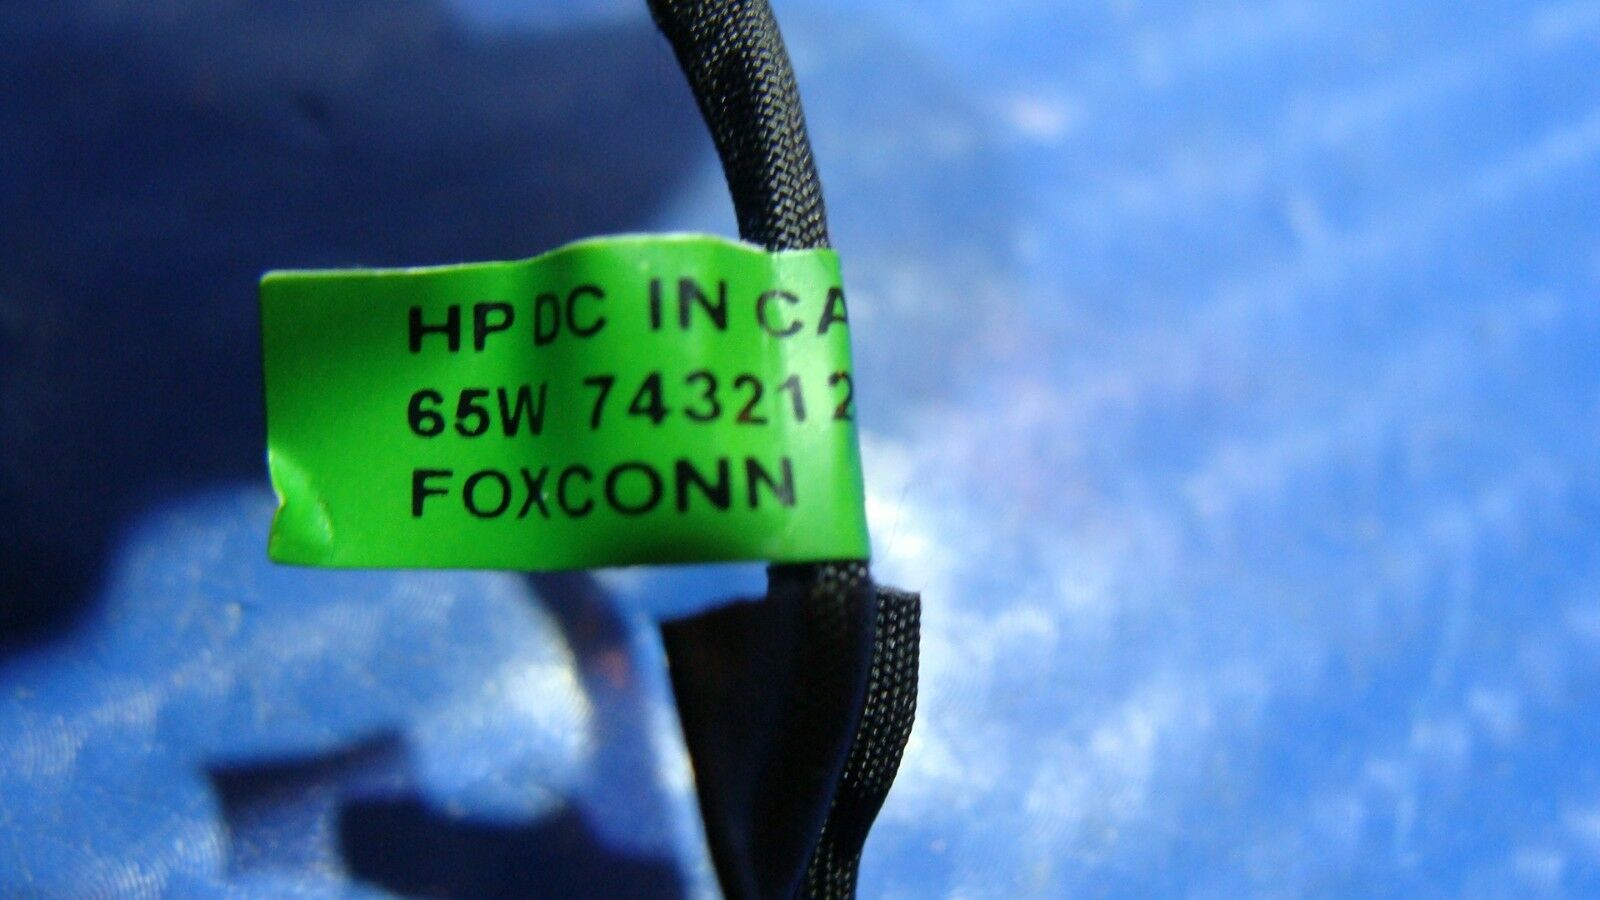 HP DC IN CA
65W 743212
FOXCONN